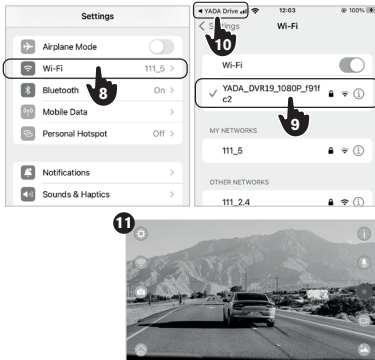 Settings
Airplane Mode
Wi-Fi 111_5
8
Bluetooth On
Mobile Data
Personal Hotspot Off
Notifications
Sounds & Haptics
YADA Drive 12:03 100%
10
Settings Wi-Fi
Wi-Fi
YADA_DVR19_1080P_f91f
c2
9
MY NETWORKS
111_5
OTHER NETWORKS
111_2.4
11